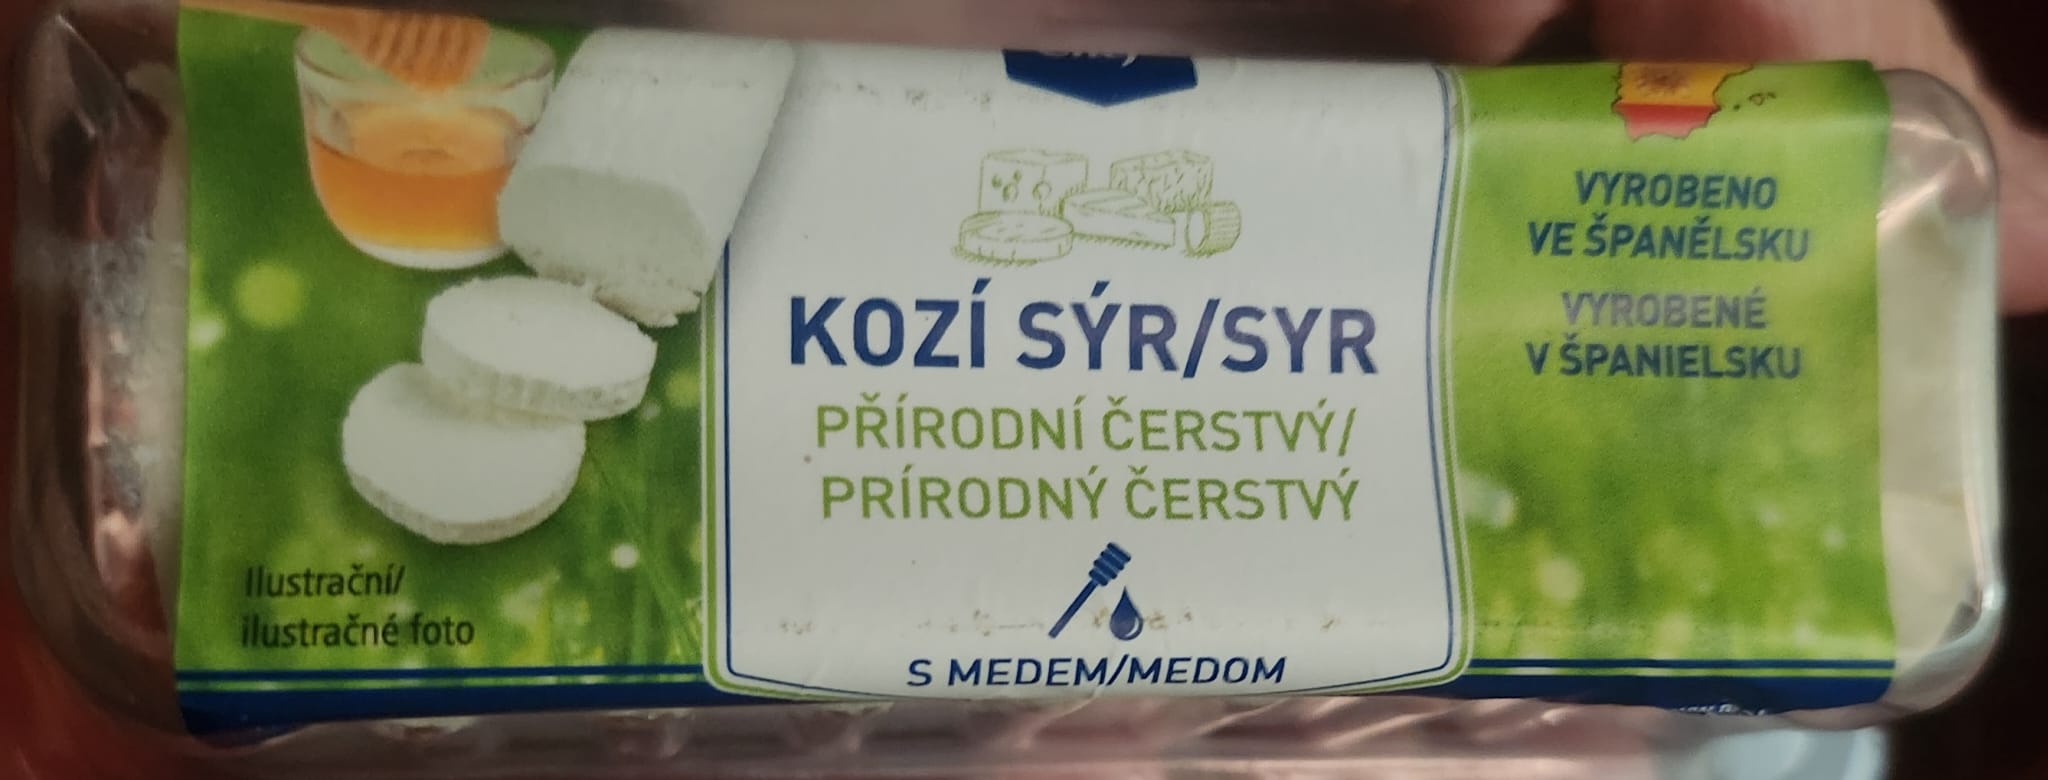 KOZÍ SÝR/SYR
PŘÍRODNÍ ČERSTVÝ/
PRÍRODNÝ ČERSTVÝ
S MEDEM/MEDOM
VYROBENO
VE ŠPANĚLSKU
VYROBENÉ
V ŠPANIELSKU
Ilustrační/
ilustračné foto